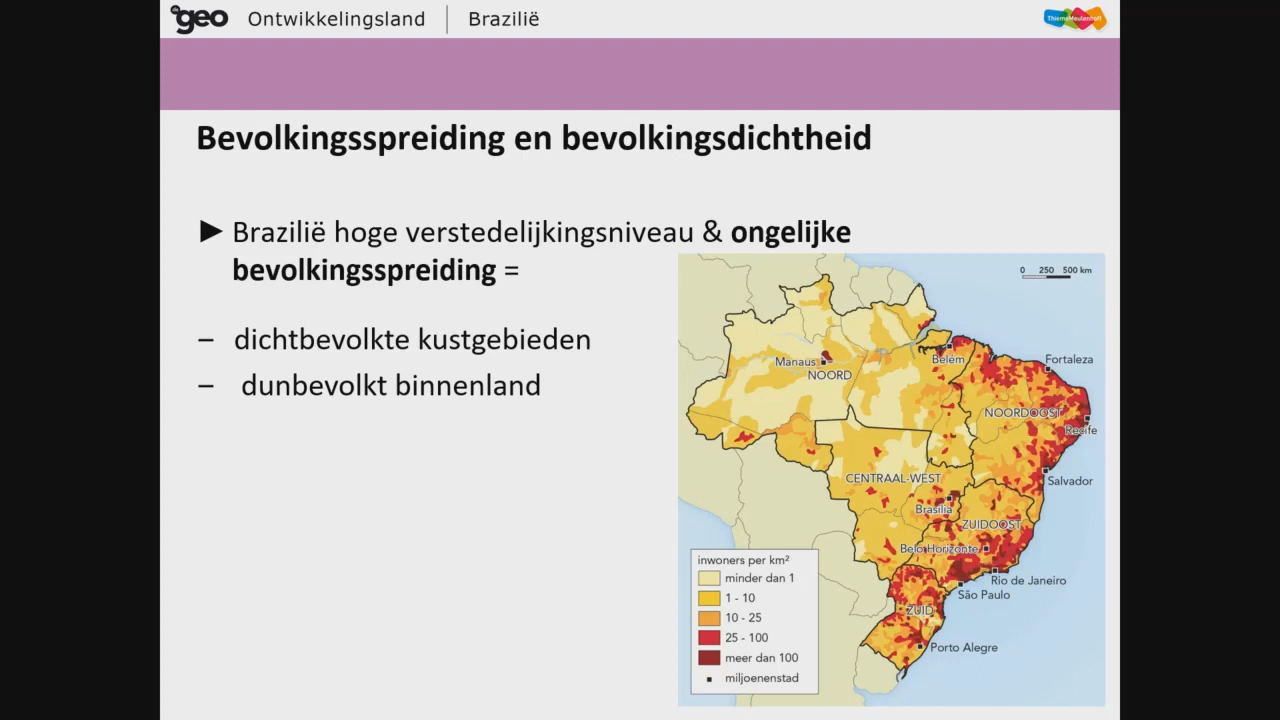 de geo Ontwikkelingsland Brazilië ThiemeMeulenhoff
Bevolkingsspreiding en bevolkingsdichtheid
► Brazilië hoge verstedelijkingsniveau & ongelijke
bevolkingsspreiding =
– dichtbevolkte kustgebieden
– dunbevolkt binnenland
0 250 500 km
Manaus
NOORD
Belém
Fortaleza
NOORDOOST
Recife
CENTRAAL-WEST
Salvador
Brasília
ZUIDOOST
Belo Horizonte
Rio de Janeiro
São Paulo
ZUID
Porto Alegre
inwoners per km²
minder dan 1
1 - 10
10 - 25
25 - 100
meer dan 100
miljoenenstad